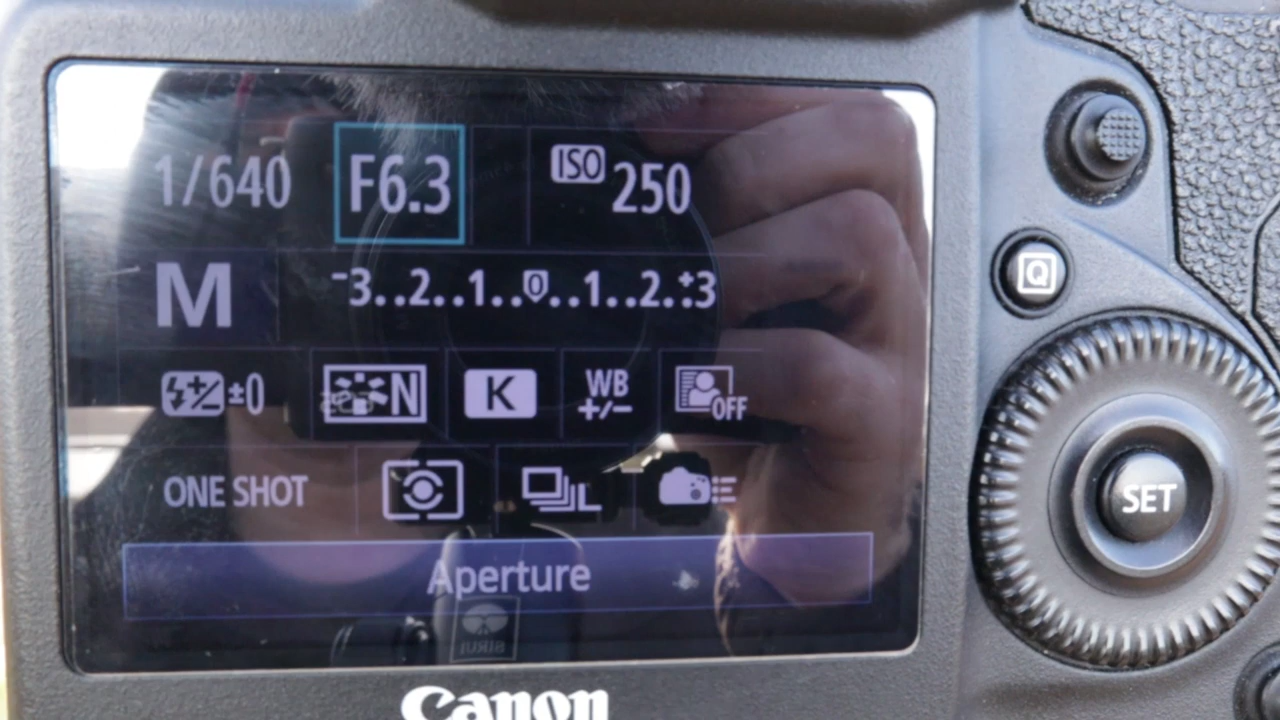 1/640 F6.3 ISO 250
M -3..2..1..0..1..2.+3
±0 N K WB +/- OFF
Q
ONE SHOT L
SET
Aperture
SIRUI
Canon